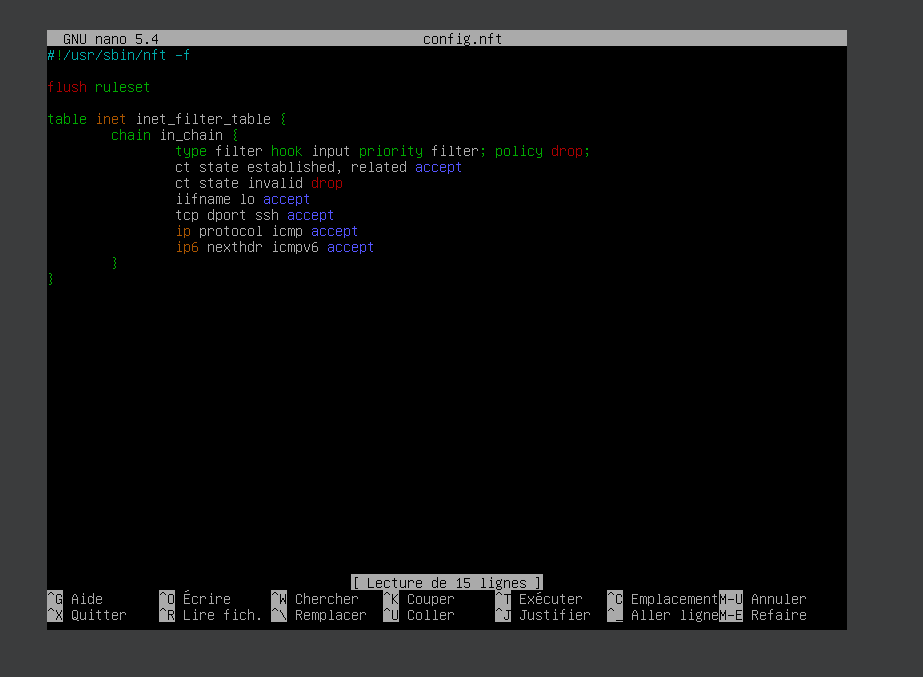 GNU nano 5.4 config.nft
#!/usr/sbin/nft -f
flush ruleset
table inet inet_filter_table {
chain in_chain {
type filter hook input priority filter; policy drop;
ct state established, related accept
ct state invalid drop
iifname lo accept
tcp dport ssh accept
ip protocol icmp accept
ip6 nexthdr icmpv6 accept
}
}
[ Lecture de 15 lignes ]
^G Aide ^O Écrire ^W Chercher ^K Couper ^T Exécuter ^C Emplacement M-U Annuler
^X Quitter ^R Lire fich. ^\ Remplacer ^U Coller ^J Justifier ^_ Aller ligne M-E Refaire